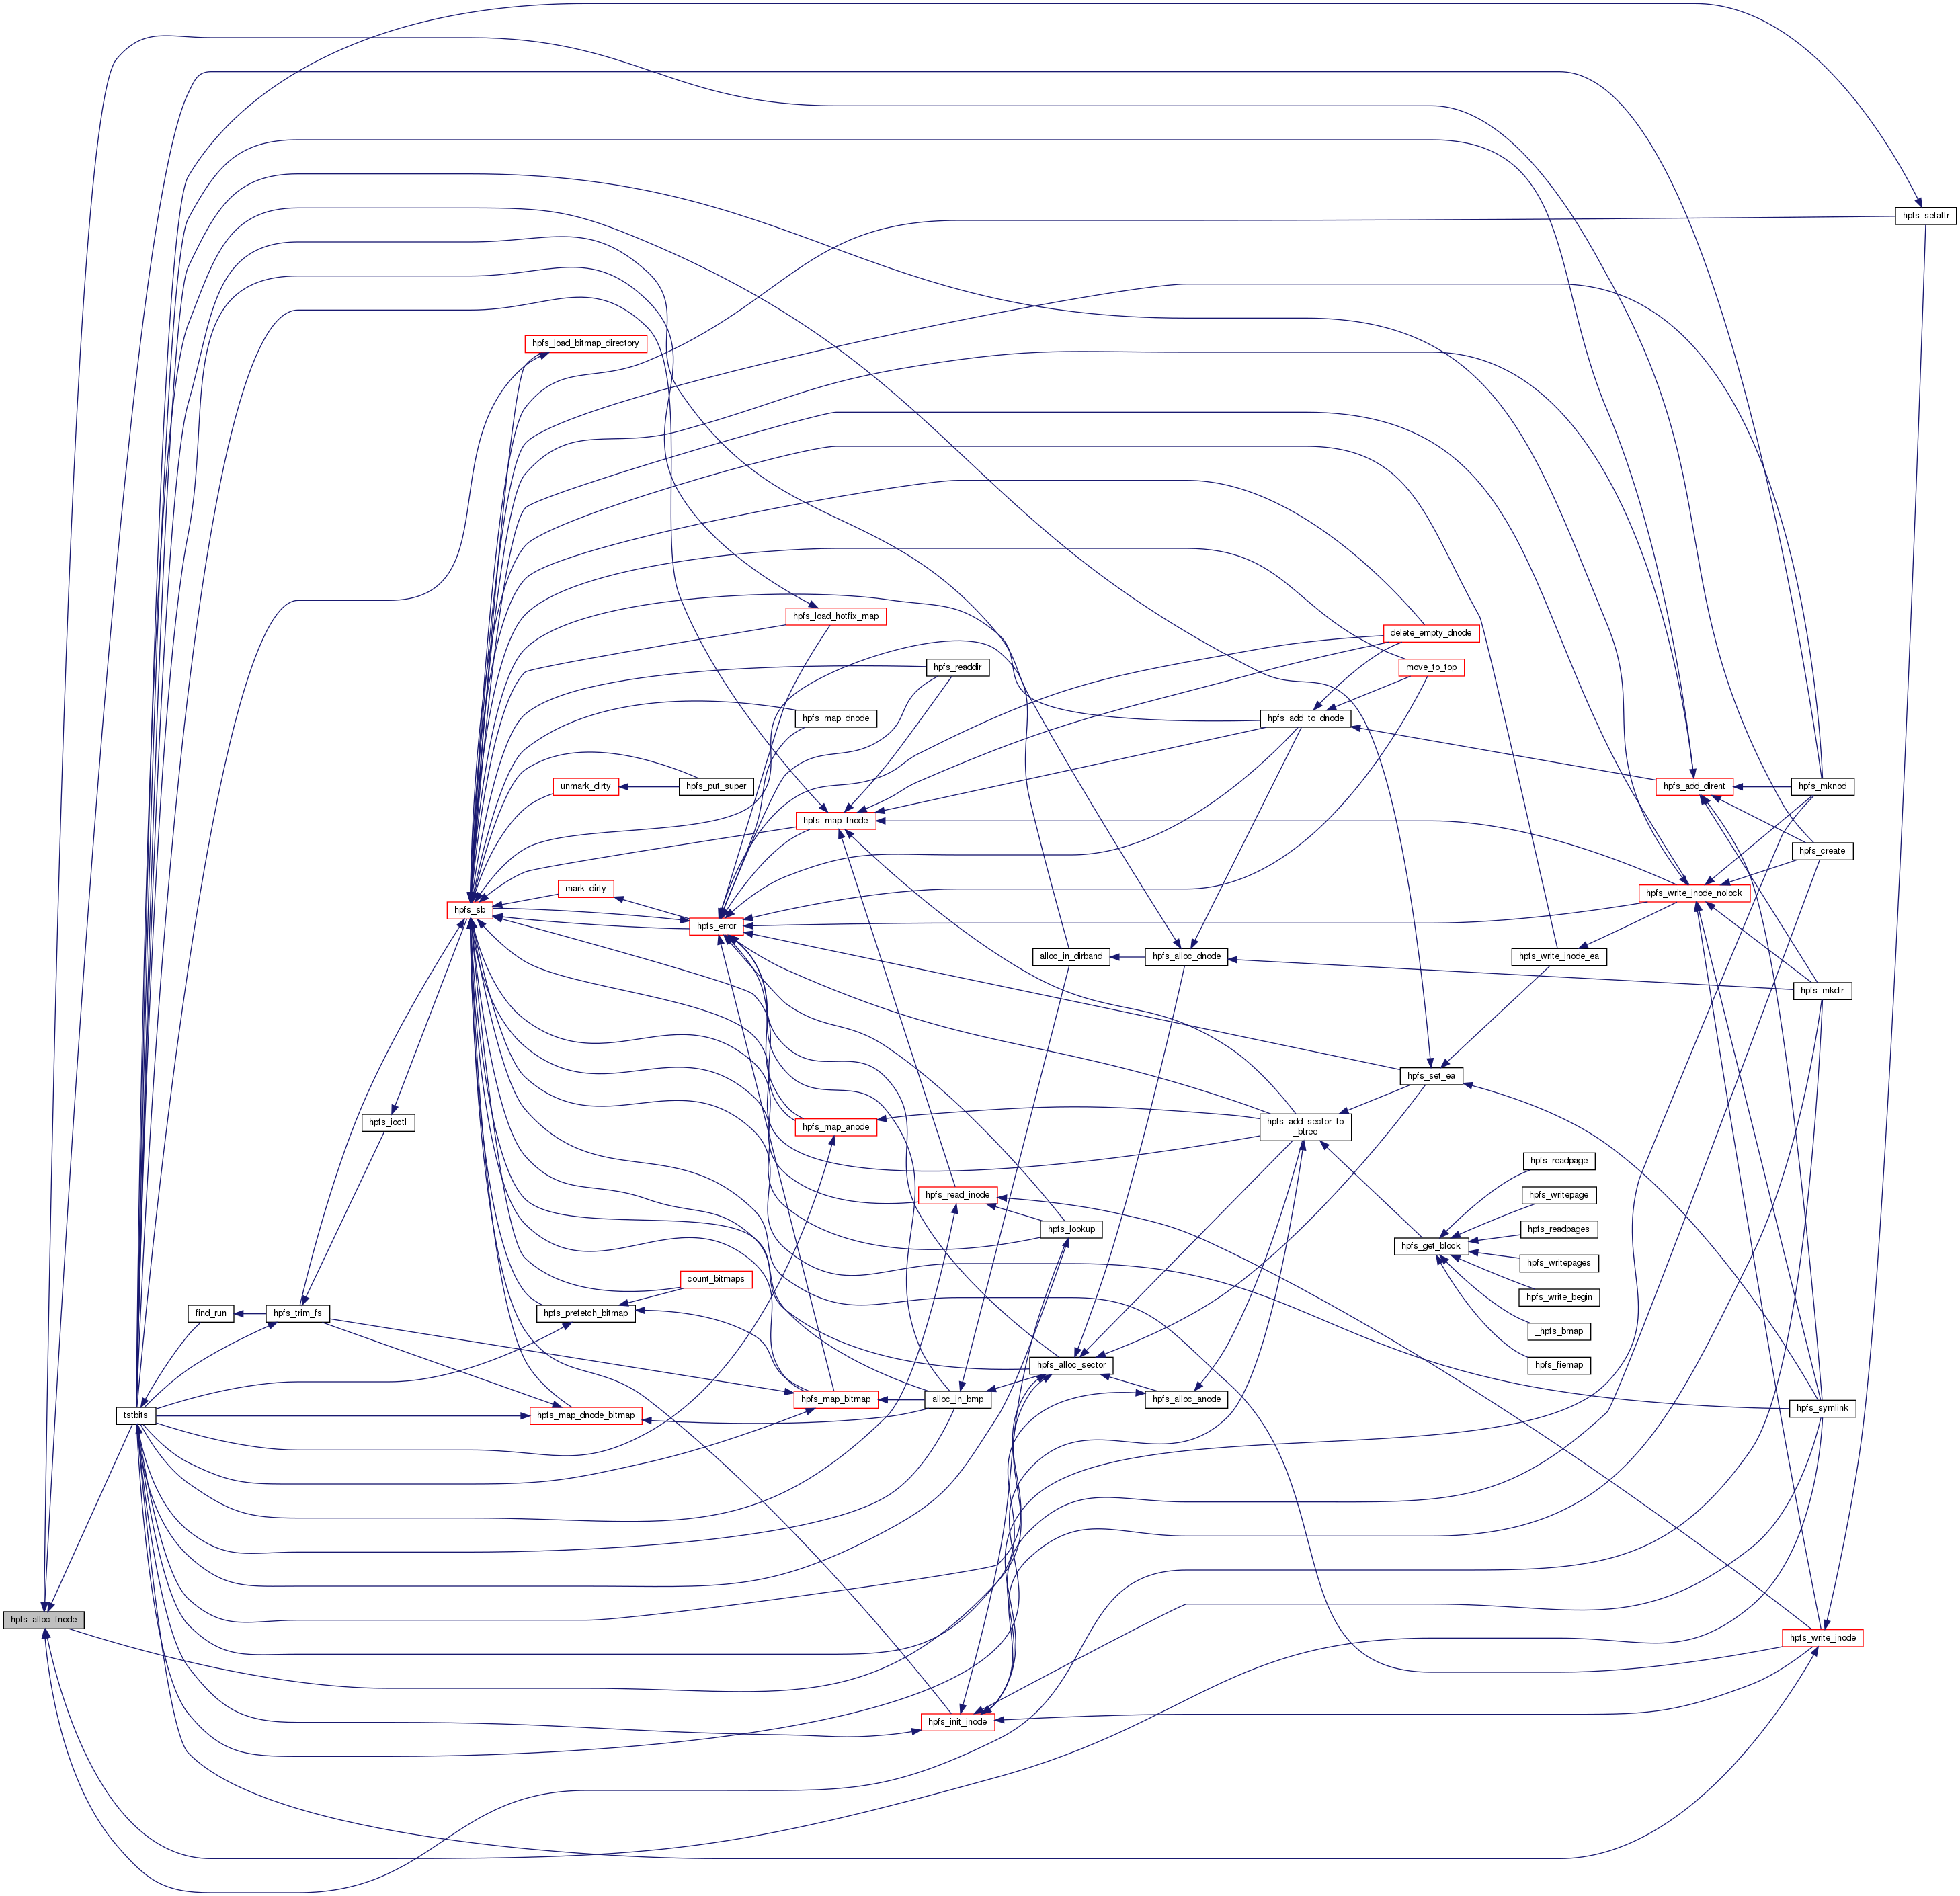 hpfs_setattr
hpfs_load_bitmap_directory
hpfs_load_hotfix_map
delete_empty_dnode
hpfs_readdir
move_to_top
hpfs_map_dnode
hpfs_add_to_dnode
unmark_dirty
hpfs_put_super
hpfs_add_dirent
hpfs_mknod
hpfs_map_fnode
hpfs_create
mark_dirty
hpfs_write_inode_nolock
hpfs_sb
hpfs_error
alloc_in_dirband
hpfs_alloc_dnode
hpfs_write_inode_ea
hpfs_mkdir
hpfs_set_ea
hpfs_ioctl
hpfs_map_anode
hpfs_add_sector_to
_btree
hpfs_readpage
hpfs_read_inode
hpfs_writepage
hpfs_lookup
hpfs_readpages
hpfs_get_block
hpfs_writepages
count_bitmaps
hpfs_write_begin
find_run
hpfs_trim_fs
hpfs_prefetch_bitmap
_hpfs_bmap
hpfs_alloc_sector
hpfs_fiemap
hpfs_map_bitmap
alloc_in_bmp
hpfs_alloc_anode
tstbits
hpfs_map_dnode_bitmap
hpfs_symlink
hpfs_alloc_fnode
hpfs_write_inode
hpfs_init_inode